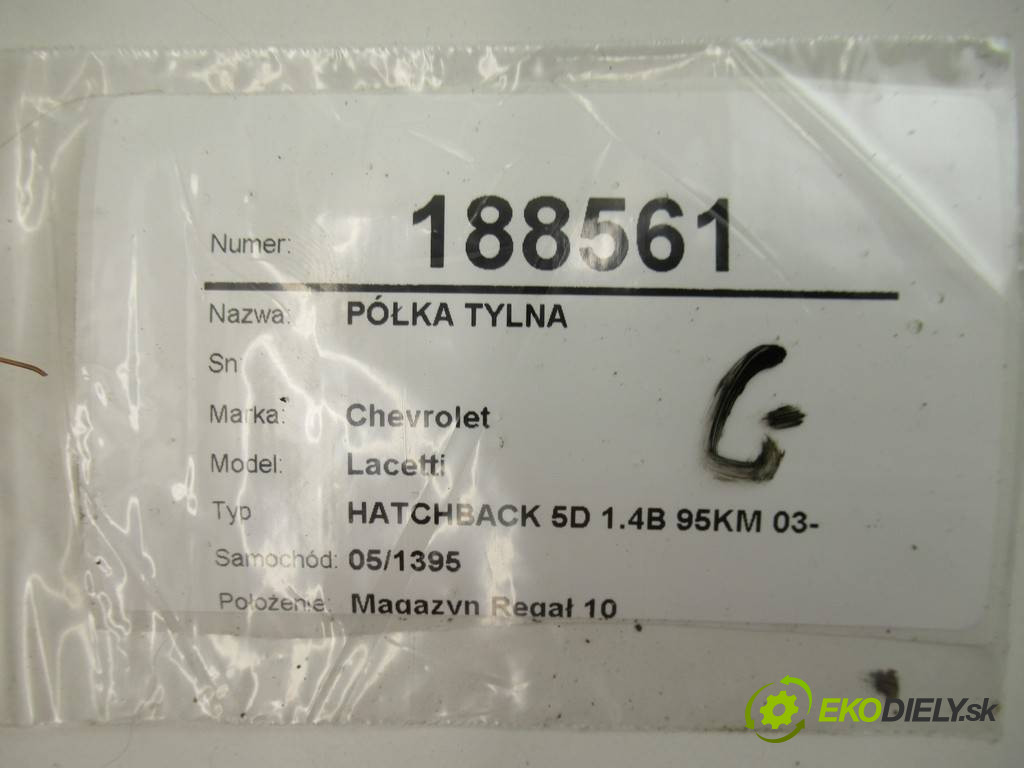 Numer: 188561
Nazwa: PÓŁKA TYLNA
Sn
Marka: Chevrolet
Model: Lacetti
Typ HATCHBACK 5D 1.4B 95KM 03-
Samochód: 05/1395
Położenie: Magazyn Regał 10
EKODIELY.sk